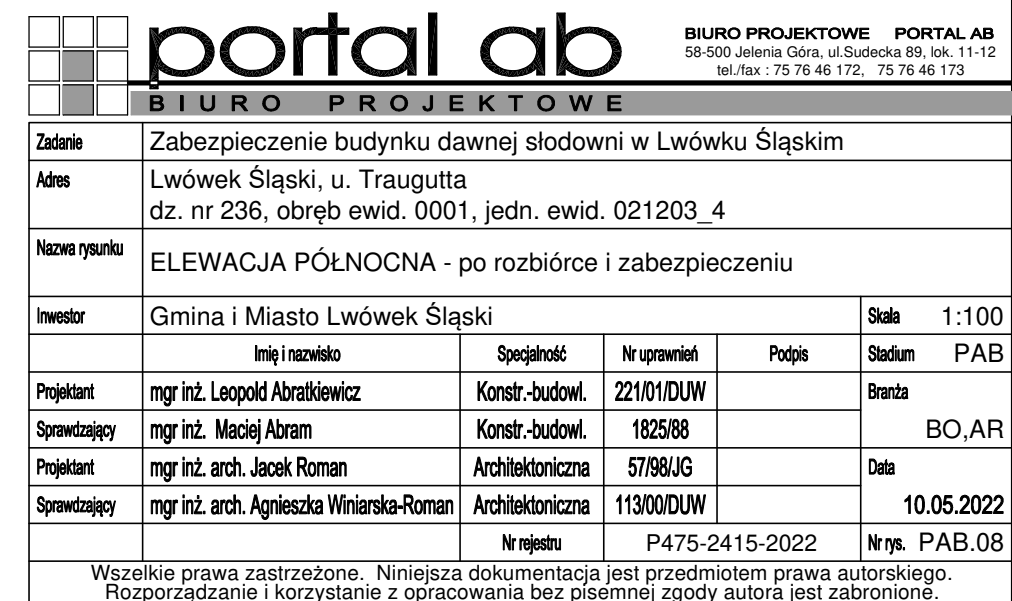 portal ab
BIURO PROJEKTOWE PORTAL AB
58-500 Jelenia Góra, ul.Sudecka 89, lok. 11-12
tel./fax : 75 76 46 172, 75 76 46 173
BIURO PROJEKTOWE
Zadanie Zabezpieczenie budynku dawnej słodowni w Lwówku Śląskim
Adres Lwówek Śląski, u. Traugutta
dz. nr 236, obręb ewid. 0001, jedn. ewid. 021203_4
Nazwa rysunku ELEWACJA PÓŁNOCNA - po rozbiórce i zabezpieczeniu
Inwestor Gmina i Miasto Lwówek Śląski Skala 1:100
Imię i nazwisko Specjalność Nr uprawnień Podpis Stadium PAB
Projektant mgr inż. Leopold Abratkiewicz Konstr.-budowl. 221/01/DUW Branża
Sprawdzający mgr inż. Maciej Abram Konstr.-budowl. 1825/88 BO,AR
Projektant mgr inż. arch. Jacek Roman Architektoniczna 57/98/JG Data
Sprawdzający mgr inż. arch. Agnieszka Winiarska-Roman Architektoniczna 113/00/DUW 10.05.2022
Nr rejestru P475-2415-2022 Nr rys. PAB.08
Wszelkie prawa zastrzeżone. Niniejsza dokumentacja jest przedmiotem prawa autorskiego.
Rozporządzanie i korzystanie z opracowania bez pisemnej zgody autora jest zabronione.